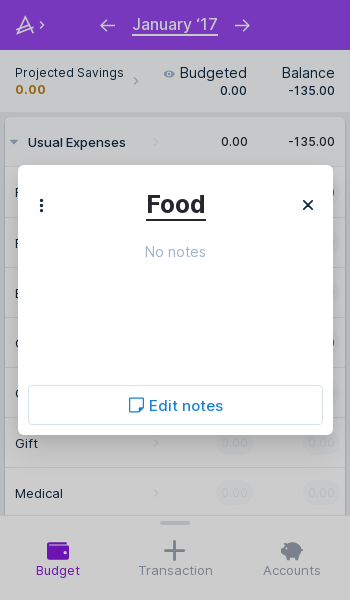 January ‘17
Projected Savings
0.00
Budgeted
0.00
Balance
-135.00
Usual Expenses 0.00 -135.00
Food
No notes
Edit notes
Gift 0.00 0.00
Medical 0.00 0.00
Budget
Transaction
Accounts